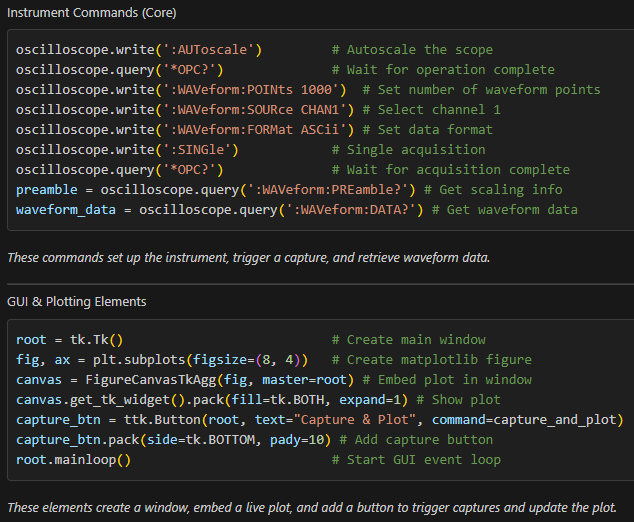 Instrument Commands (Core)
oscilloscope.write(':AUToscale')         # Autoscale the scope
oscilloscope.query('*OPC?')              # Wait for operation complete
oscilloscope.write(':WAVeform:POINts 1000')  # Set number of waveform points
oscilloscope.write(':WAVeform:SOURce CHAN1') # Select channel 1
oscilloscope.write(':WAVeform:FORMat ASCii') # Set data format
oscilloscope.write(':SINGle')            # Single acquisition
oscilloscope.query('*OPC?')              # Wait for acquisition complete
preamble = oscilloscope.query(':WAVeform:PREamble?') # Get scaling info
waveform_data = oscilloscope.query(':WAVeform:DATA?') # Get waveform data
These commands set up the instrument, trigger a capture, and retrieve waveform data.
GUI & Plotting Elements
root = tk.Tk()                           # Create main window
fig, ax = plt.subplots(figsize=(8, 4))   # Create matplotlib figure
canvas = FigureCanvasTkAgg(fig, master=root) # Embed plot in window
canvas.get_tk_widget().pack(fill=tk.BOTH, expand=1) # Show plot
capture_btn = ttk.Button(root, text="Capture & Plot", command=capture_and_plot)
capture_btn.pack(side=tk.BOTTOM, pady=10) # Add capture button
root.mainloop()                          # Start GUI event loop
These elements create a window, embed a live plot, and add a button to trigger captures and update the plot.